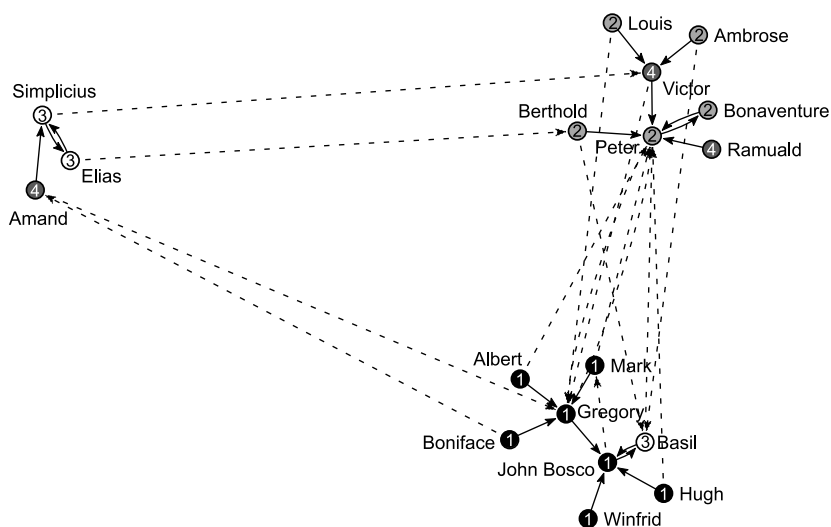 2 Louis
2 Ambrose
4
Victor
Simplicius
3
Berthold
2
2 Bonaventure
2
Peter
4 Ramuald
3
Elias
4
Amand
Albert
1
1 Mark
1 Gregory
Boniface 1
3 Basil
John Bosco 1
1 Hugh
1 Winfrid